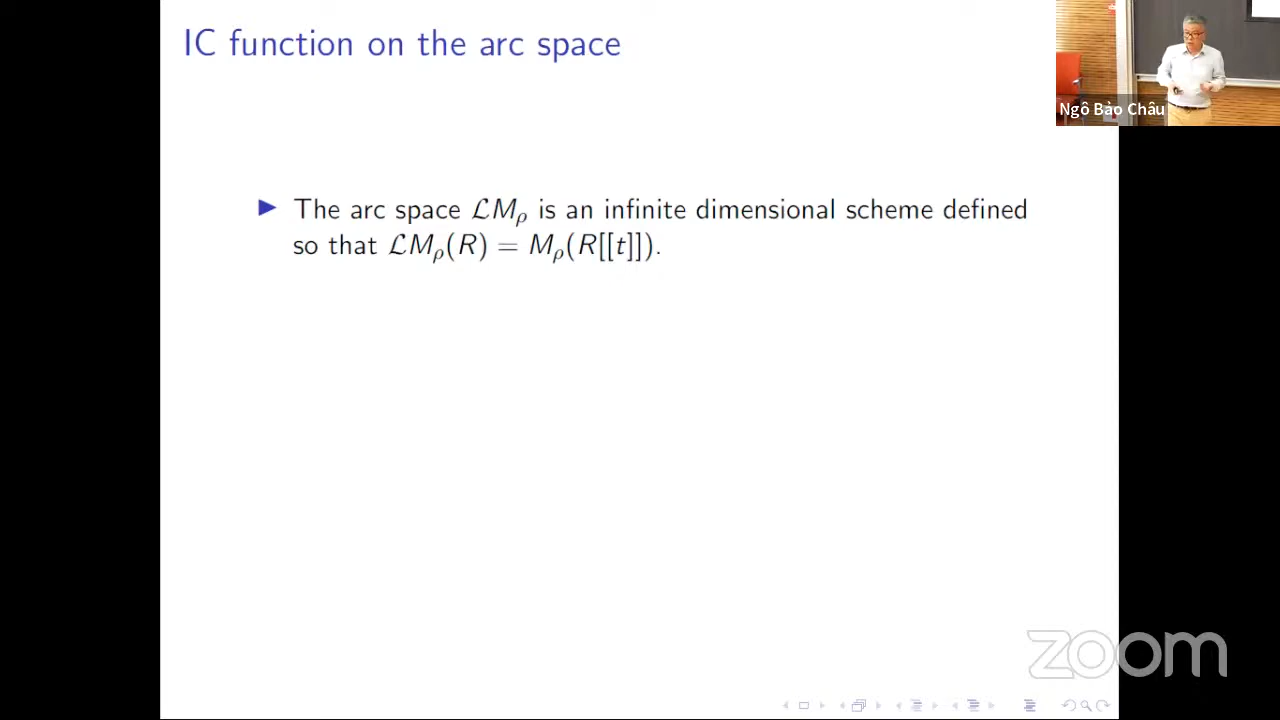 IC function on the arc space
Ngô Bảo Châu
▶ The arc space ℒM_ρ is an infinite dimensional scheme defined
so that ℒM_ρ(R) = M_ρ(R[[t]]).
zoom